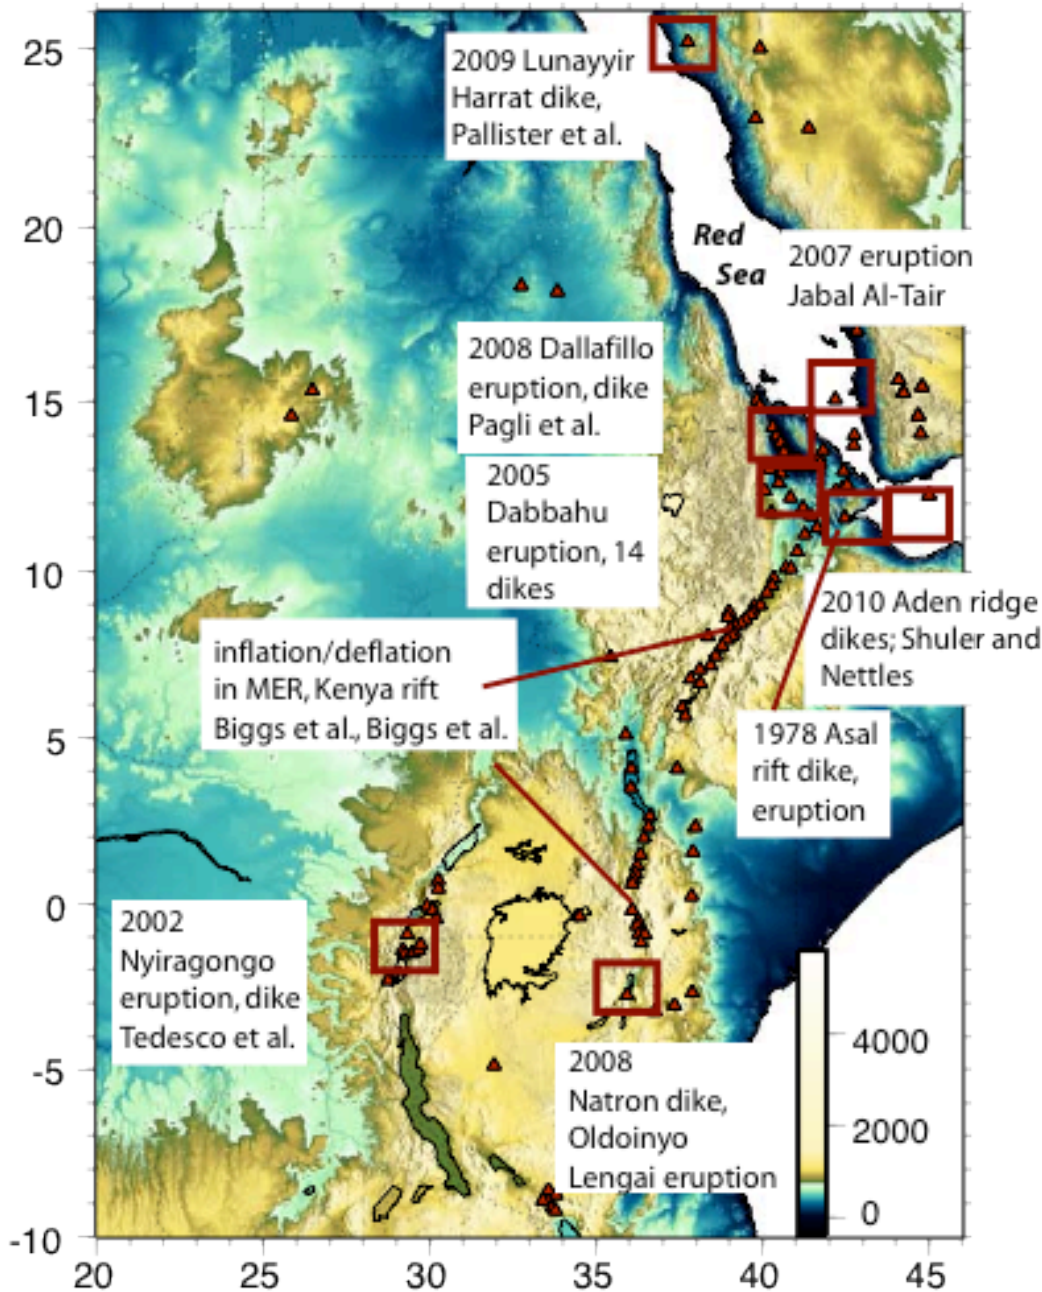 25
20
15
10
5
0
-5
-10
20
25
30
35
40
45
2009 Lunayyir
Harrat dike,
Pallister et al.
Red
Sea
2007 eruption
Jabal Al-Tair
2008 Dallafillo
eruption, dike
Pagli et al.
2005
Dabbahu
eruption, 14
dikes
2010 Aden ridge
dikes; Shuler and
Nettles
inflation/deflation
in MER, Kenya rift
Biggs et al., Biggs et al.
1978 Asal
rift dike,
eruption
2002
Nyiragongo
eruption, dike
Tedesco et al.
2008
Natron dike,
Oldoinyo
Lengai eruption
4000
2000
0